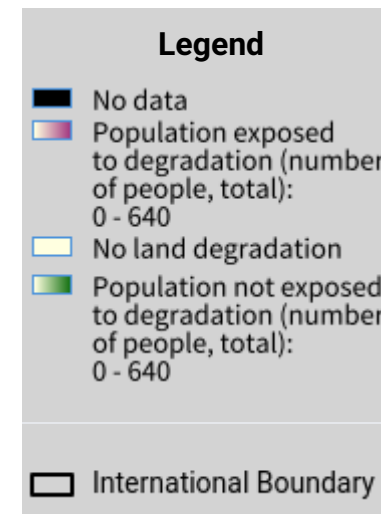 Legend
No data
Population exposed
to degradation (number
of people, total):
0 - 640
No land degradation
Population not exposed
to degradation (number
of people, total):
0 - 640
International Boundary